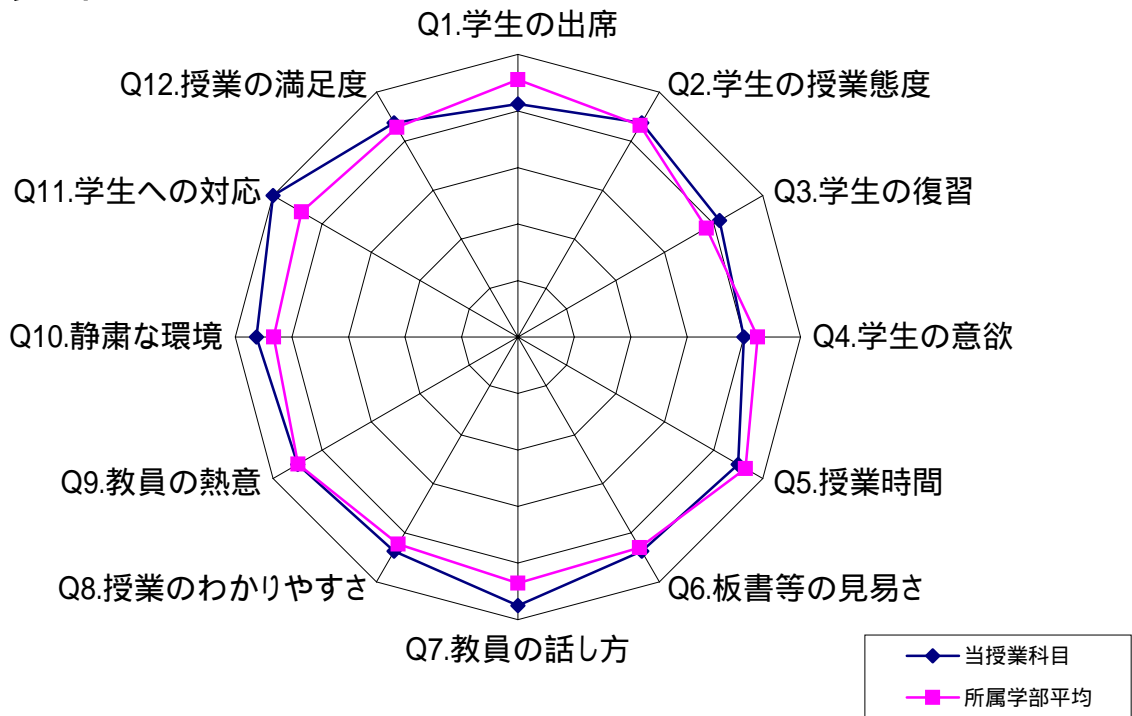 Q1.学生の出席
Q2.学生の授業態度
Q3.学生の復習
Q4.学生の意欲
Q5.授業時間
Q6.板書等の見易さ
Q7.教員の話し方
Q8.授業のわかりやすさ
Q9.教員の熱意
Q10.静粛な環境
Q11.学生への対応
Q12.授業の満足度
当授業科目
所属学部平均